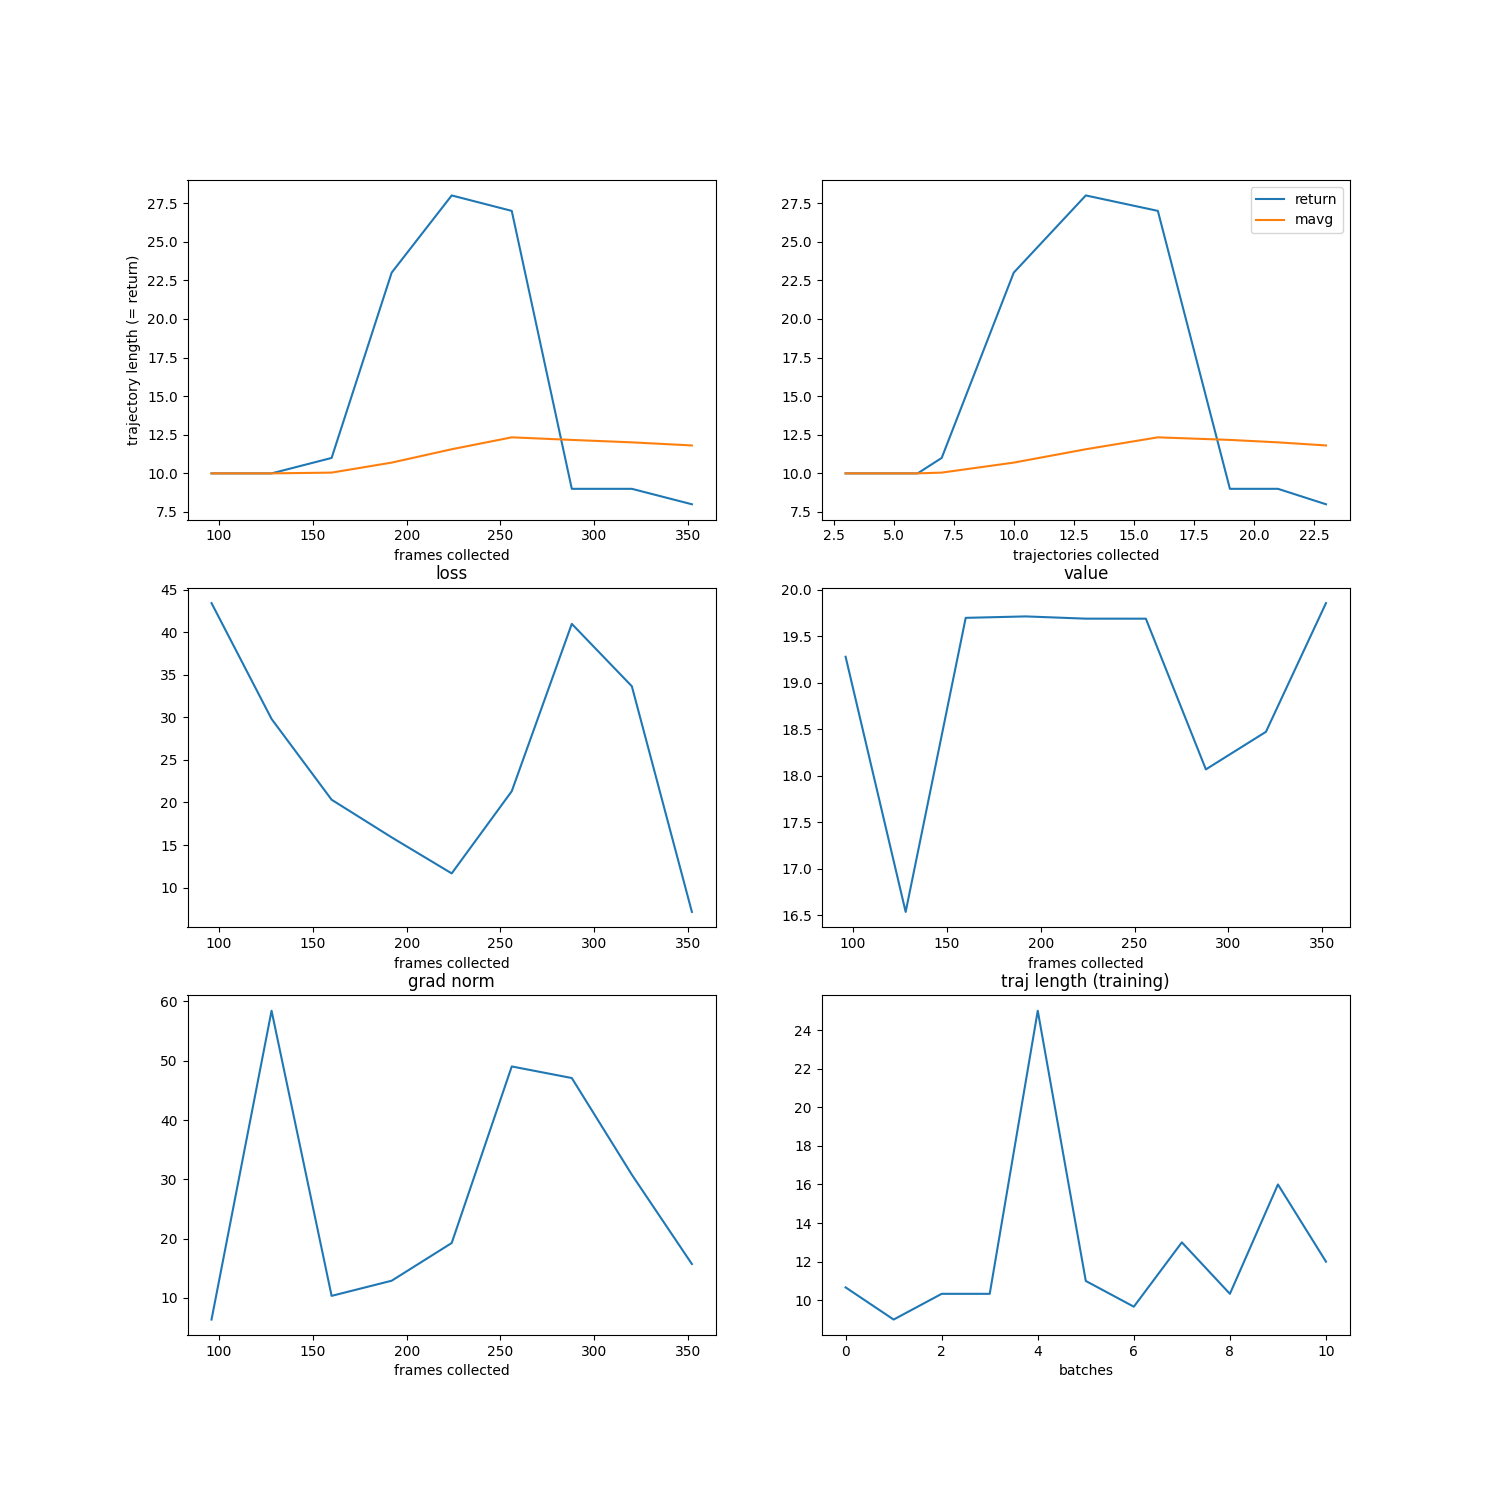 trajectory length (= return)
27.5
25.0
22.5
20.0
17.5
15.0
12.5
10.0
7.5
100 150 200 250 300 350
frames collected
return
mavg
27.5
25.0
22.5
20.0
17.5
15.0
12.5
10.0
7.5
2.5 5.0 7.5 10.0 12.5 15.0 17.5 20.0 22.5
trajectories collected
loss
45
40
35
30
25
20
15
10
100 150 200 250 300 350
frames collected
value
20.0
19.5
19.0
18.5
18.0
17.5
17.0
16.5
100 150 200 250 300 350
frames collected
grad norm
60
50
40
30
20
10
100 150 200 250 300 350
frames collected
traj length (training)
24
22
20
18
16
14
12
10
0 2 4 6 8 10
batches